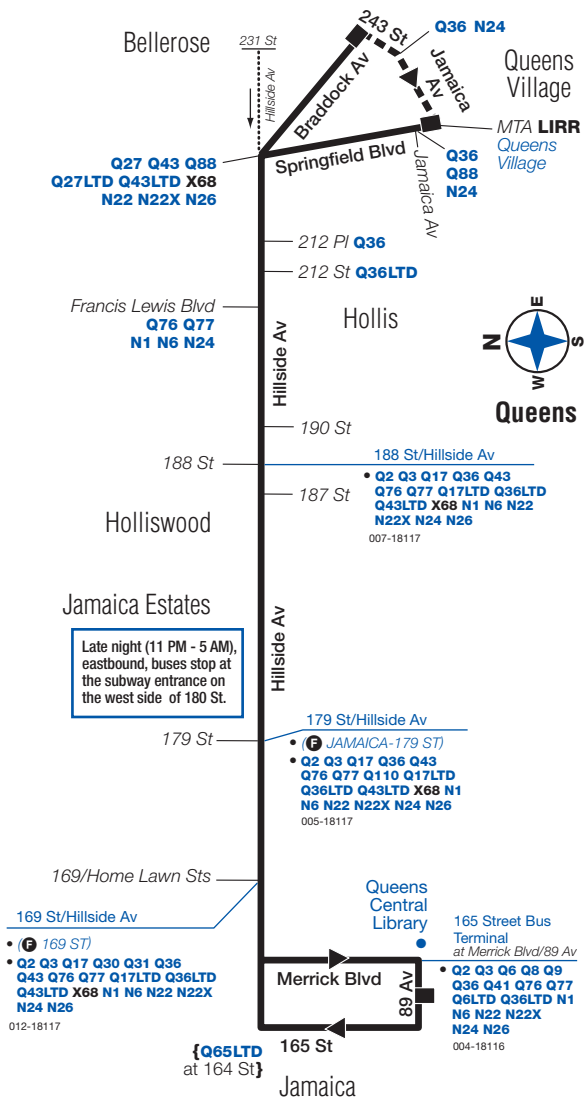 243 St
Q36 N24
Bellerose
231 St
Hillside Av
Braddock Av
Jamaica
Av
Queens
Village
MTA LIRR
Queens
Village
Springfield Blvd
Q27 Q43 Q88
Q27LTD Q43LTD X68
N22 N22X N26
Jamaica Av
Q36
Q88
N24
212 Pl Q36
212 St Q36LTD
Francis Lewis Blvd
Q76 Q77
N1 N6 N24
Hollis
Hillside Av
N
E
S
W
Queens
190 St
188 St
188 St/Hillside Av
• Q2 Q3 Q17 Q36 Q43
Q76 Q77 Q17LTD Q36LTD
Q43LTD X68 N1 N6 N22
N22X N24 N26
007-18117
187 St
Holliswood
Jamaica Estates
Late night (11 PM - 5 AM),
eastbound, buses stop at
the subway entrance on
the west side of 180 St.
Hillside Av
179 St
179 St/Hillside Av
• (F JAMAICA-179 ST)
• Q2 Q3 Q17 Q36 Q43
Q76 Q77 Q110 Q17LTD
Q36LTD Q43LTD X68 N1
N6 N22 N22X N24 N26
005-18117
169/Home Lawn Sts
169 St/Hillside Av
• (F 169 ST)
• Q2 Q3 Q17 Q30 Q31 Q36
Q43 Q76 Q77 Q17LTD Q36LTD
Q43LTD X68 N1 N6 N22 N22X
N24 N26
012-18117
Queens
Central
Library
165 Street Bus
Terminal
at Merrick Blvd/89 Av
• Q2 Q3 Q6 Q8 Q9
Q36 Q41 Q76 Q77
Q6LTD Q36LTD N1
N6 N22 N22X
N24 N26
004-18116
Merrick Blvd
89 Av
165 St
{Q65LTD
at 164 St}
Jamaica